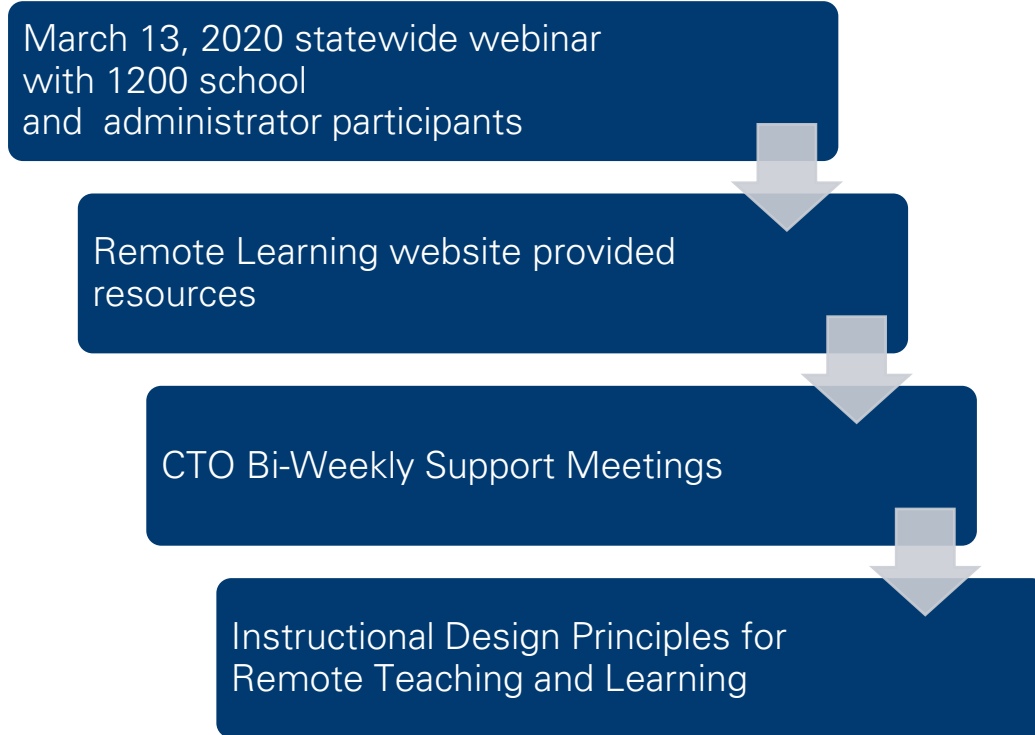 March 13, 2020 statewide webinar
with 1200 school
and  administrator participants
Remote Learning website provided
resources
CTO Bi-Weekly Support Meetings
Instructional Design Principles for
Remote Teaching and Learning